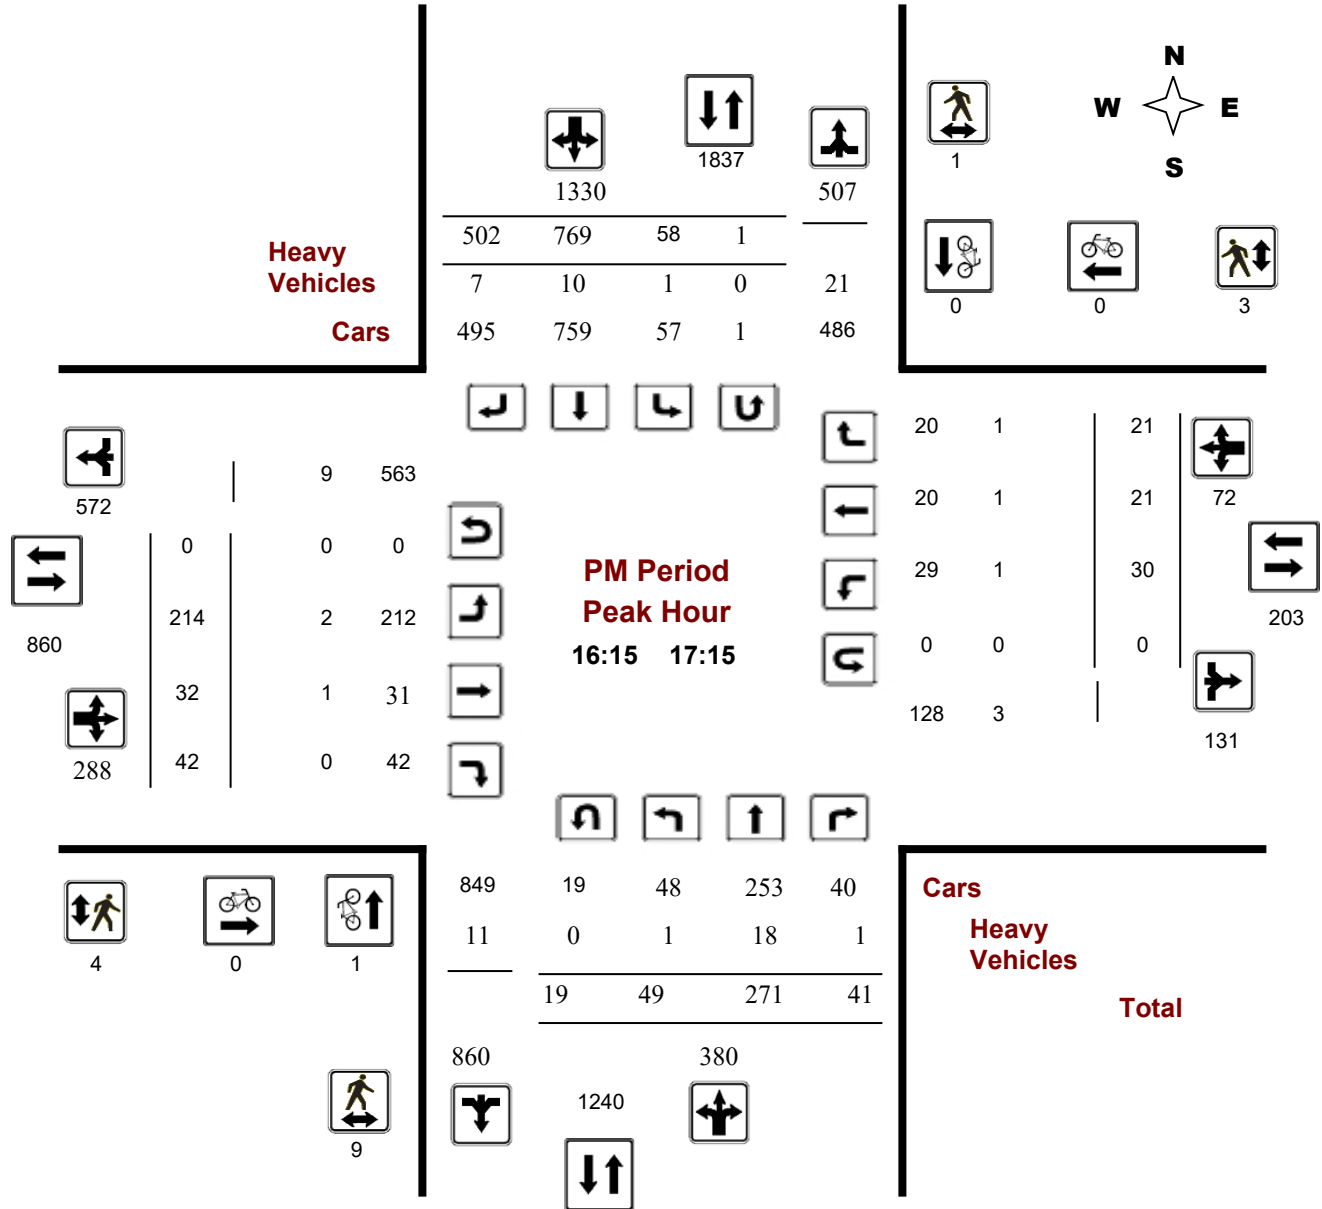 N
W E
S
1
1837
1330 507
502 769 58 1
Heavy
Vehicles 7 10 1 0 21
Cars 495 759 57 1 486
0 0 3
20 1 21
9 563
572 20 1 21 72
0 0 0
PM Period
29 1 30
Peak Hour
214 2 212 203
860 16:15 17:15 0 0 0
32 1 31
128 3
131
288 42 0 42
849 19 48 253 40 Cars
11 0 1 18 1 Heavy
Vehicles
4 0 1
19 49 271 41 Total
860 380
1240
9